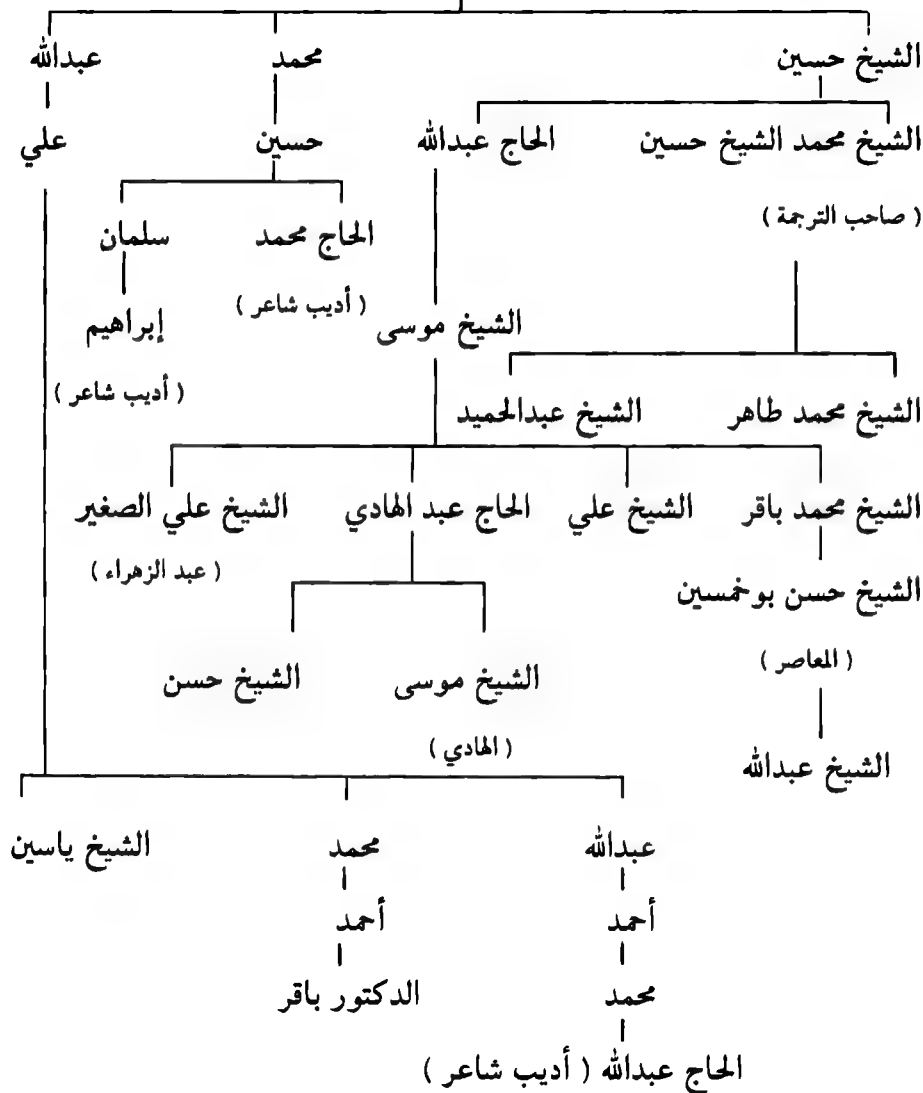 الشيخ حسين محمد عبدالله
الشيخ محمد الشيخ حسين الحاج عبدالله حسين علي
( صاحب الترجمة ) الحاج محمد سلمان
( أديب شاعر )
الشيخ موسى إبراهيم
( أديب شاعر )
الشيخ محمد طاهر الشيخ عبدالحميد
الشيخ محمد باقر الشيخ علي الحاج عبد الهادي الشيخ علي الصغير
( عبد الزهراء )
الشيخ حسن بوخمسين
( المعاصر ) الشيخ موسى الشيخ حسن
( الهادي )
الشيخ عبدالله
عبدالله محمد الشيخ ياسين
أحمد أحمد
محمد الدكتور باقر
الحاج عبدالله ( أديب شاعر )